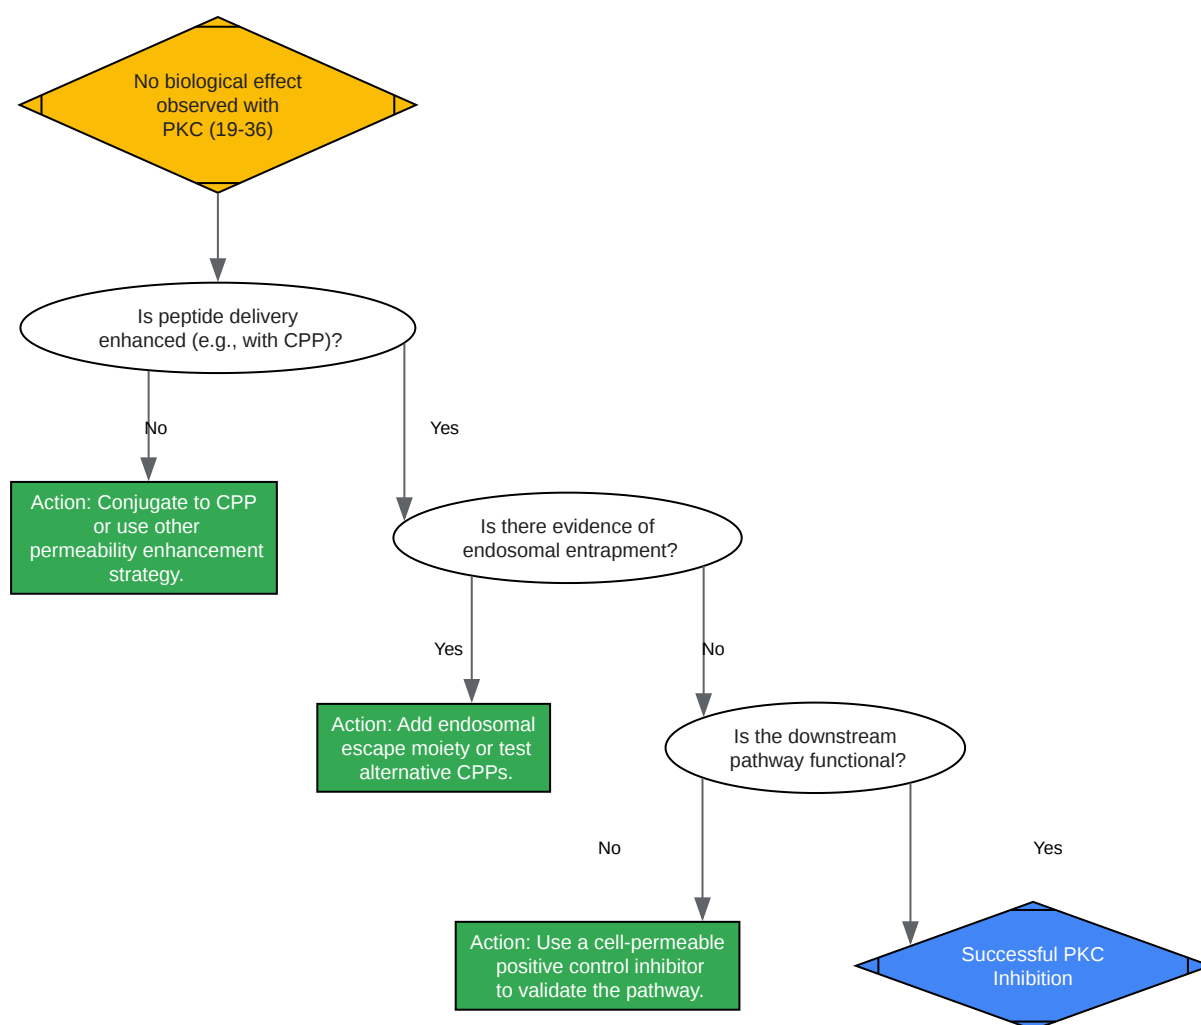 No biological effect
observed with
PKC (19-36)
Is peptide delivery
enhanced (e.g., with CPP)?
No
Yes
Action: Conjugate to CPP
or use other
permeability enhancement
strategy.
Is there evidence of
endosomal entrapment?
Yes
No
Action: Add endosomal
escape moiety or test
alternative CPPs.
Is the downstream
pathway functional?
No
Yes
Action: Use a cell-permeable
positive control inhibitor
to validate the pathway.
Successful PKC
Inhibition